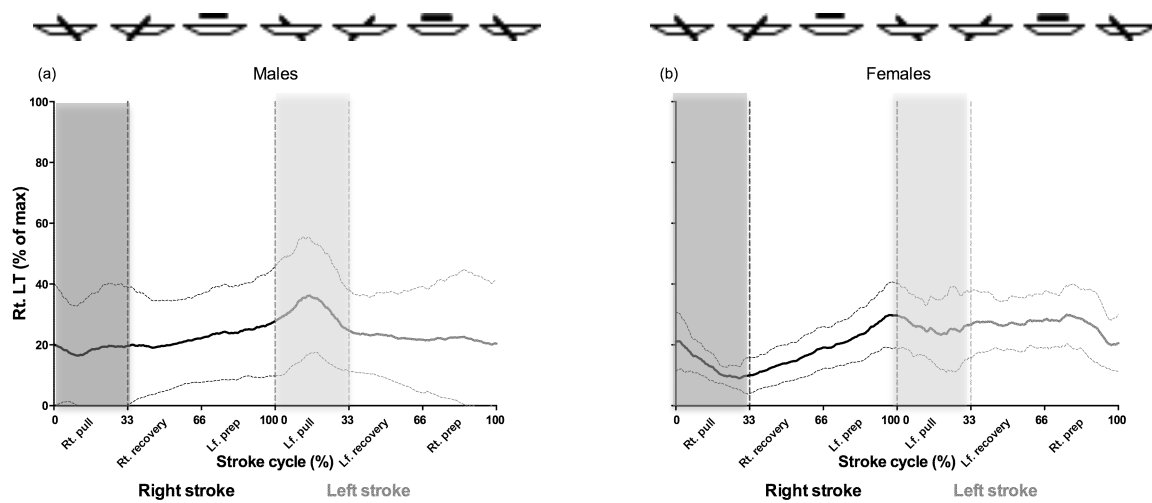 (a)
Males
Rt. LT (% of max)
100
80
60
40
20
0
0 33 66 100 0 33 66 100
Rt. pull Rt. recovery Lf. prep Lf. pull Lf. recovery Rt. prep
Stroke cycle (%)
Right stroke Left stroke
(b)
Females
0 33 66 100 0 33 66 100
Rt. pull Rt. recovery Lf. prep Lf. pull Lf. recovery Rt. prep
Stroke cycle (%)
Right stroke Left stroke